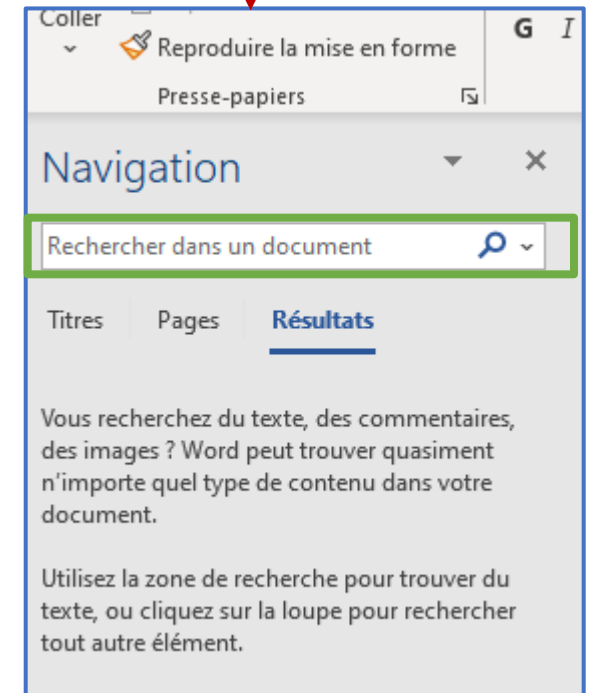 Coller
Reproduire la mise en forme
G I
Presse-papiers
Navigation
Rechercher dans un document
Titres Pages Résultats
Vous recherchez du texte, des commentaires,
des images ? Word peut trouver quasiment
n'importe quel type de contenu dans votre
document.
Utilisez la zone de recherche pour trouver du
texte, ou cliquez sur la loupe pour rechercher
tout autre élément.